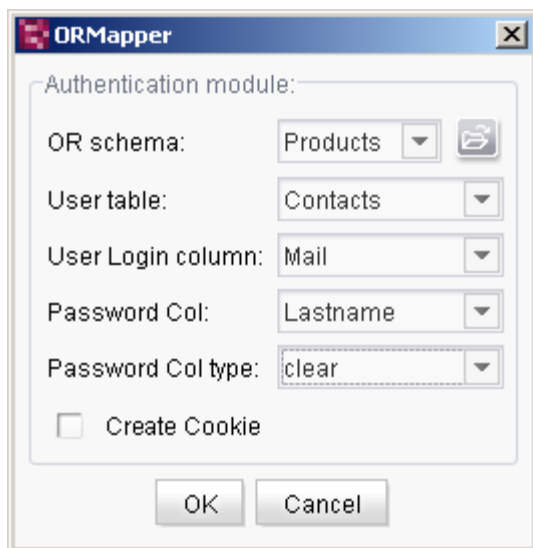 ORMapper
Authentication module:
OR schema: Products
User table: Contacts
User Login column: Mail
Password Col: Lastname
Password Col type: clear
Create Cookie
OK Cancel